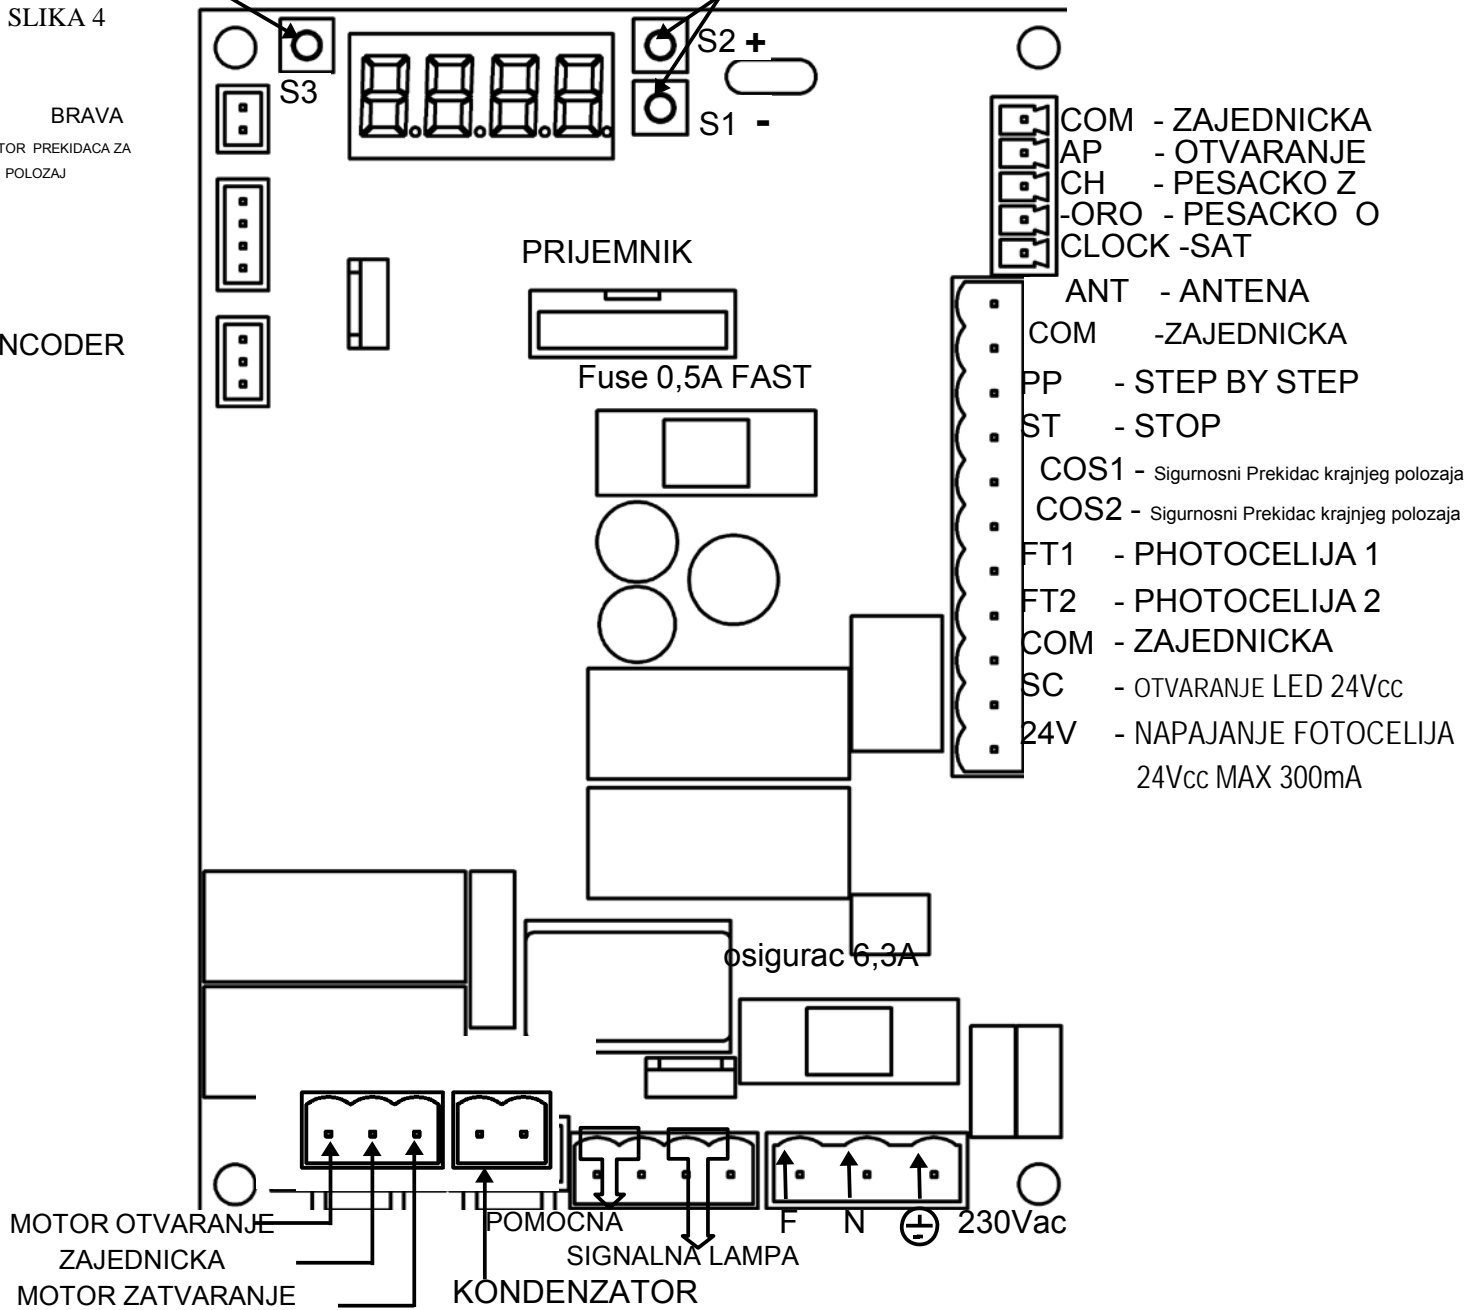 SLIKA 4
S3
S2 +
S1 -
BRAVA
TOR PREKIDACA ZA
POLOZAJ
NCODER
PRIJEMNIK
Fuse 0,5A FAST
COM - ZAJEDNICKA
AP - OTVARANJE
CH - PESACKO Z
-ORO - PESACKO O
CLOCK -SAT
ANT - ANTENA
COM -ZAJEDNICKA
PP - STEP BY STEP
ST - STOP
COS1 - Sigurnosni Prekidac krajnjeg polozaja
COS2 - Sigurnosni Prekidac krajnjeg polozaja
FT1 - PHOTOCELIJA 1
FT2 - PHOTOCELIJA 2
COM - ZAJEDNICKA
SC - OTVARANJE LED 24Vcc
24V - NAPAJANJE FOTOCELIJA
24Vcc MAX 300mA
osigurac 6,3A
MOTOR OTVARANJE
ZAJEDNICKA
MOTOR ZATVARANJE
KONDENZATOR
POMOCNA
SIGNALNA LAMPA
F N 230Vac